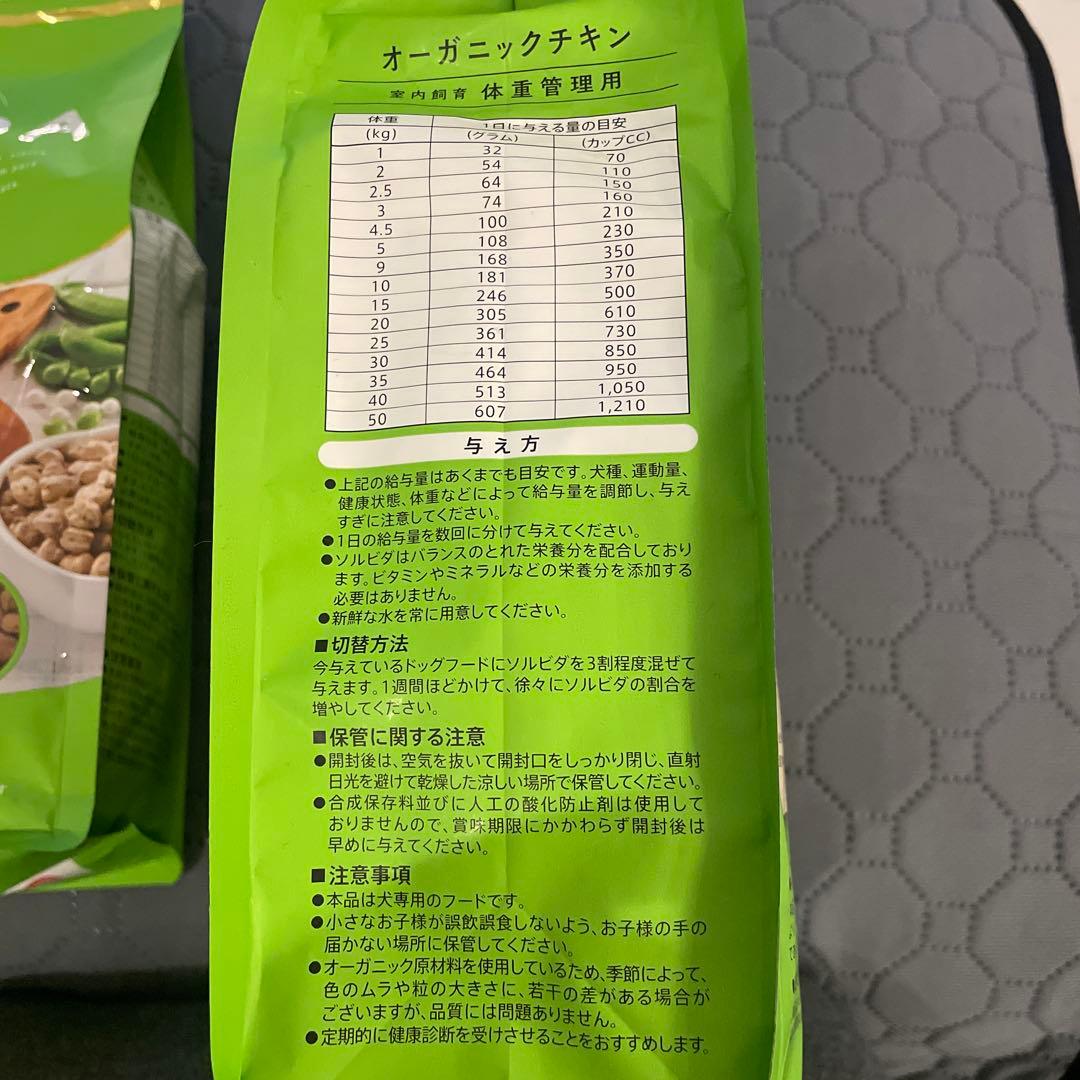 オーガニックチキン
室内飼育 体重管理用
体重 1日に与える量の目安
(kg) (グラム) (カップCC)
1 32 70
2 54 110
2.5 64 150
3 74 160
4.5 100 210
5 108 230
9 168 350
10 181 370
15 246 500
20 305 610
25 361 730
30 414 850
35 464 950
40 513 1,050
50 607 1,210
与え方
●上記の給与量はあくまでも目安です。犬種、運動量、
健康状態、体重などによって給与量を調節し、与え
すぎに注意してください。
●1日の給与量を数回に分けて与えてください。
●ソルビダはバランスのとれた栄養分を配合しており
ます。ビタミンやミネラルなどの栄養分を添加する
必要はありません。
●新鮮な水を常に用意してください。
■切替方法
今与えているドッグフードにソルビダを3割程度混ぜて
与えます。1週間ほどかけて、徐々にソルビダの割合を
増やしてください。
■保管に関する注意
●開封後は、空気を抜いて開封口をしっかり閉じ、直射
日光を避けて乾燥した涼しい場所で保管してください。
●合成保存料並びに人工の酸化防止剤は使用して
おりませんので、賞味期限にかかわらず開封後は
早めに与えてください。
■注意事項
●本品は犬専用のフードです。
●小さなお子様が誤飲誤食しないよう、お子様の手の
届かない場所に保管してください。
●オーガニック原材料を使用しているため、季節によって、
色のムラや粒の大きさに、若干の差がある場合が
ございますが、品質には問題ありません。
●定期的に健康診断を受けさせることをおすすめします。